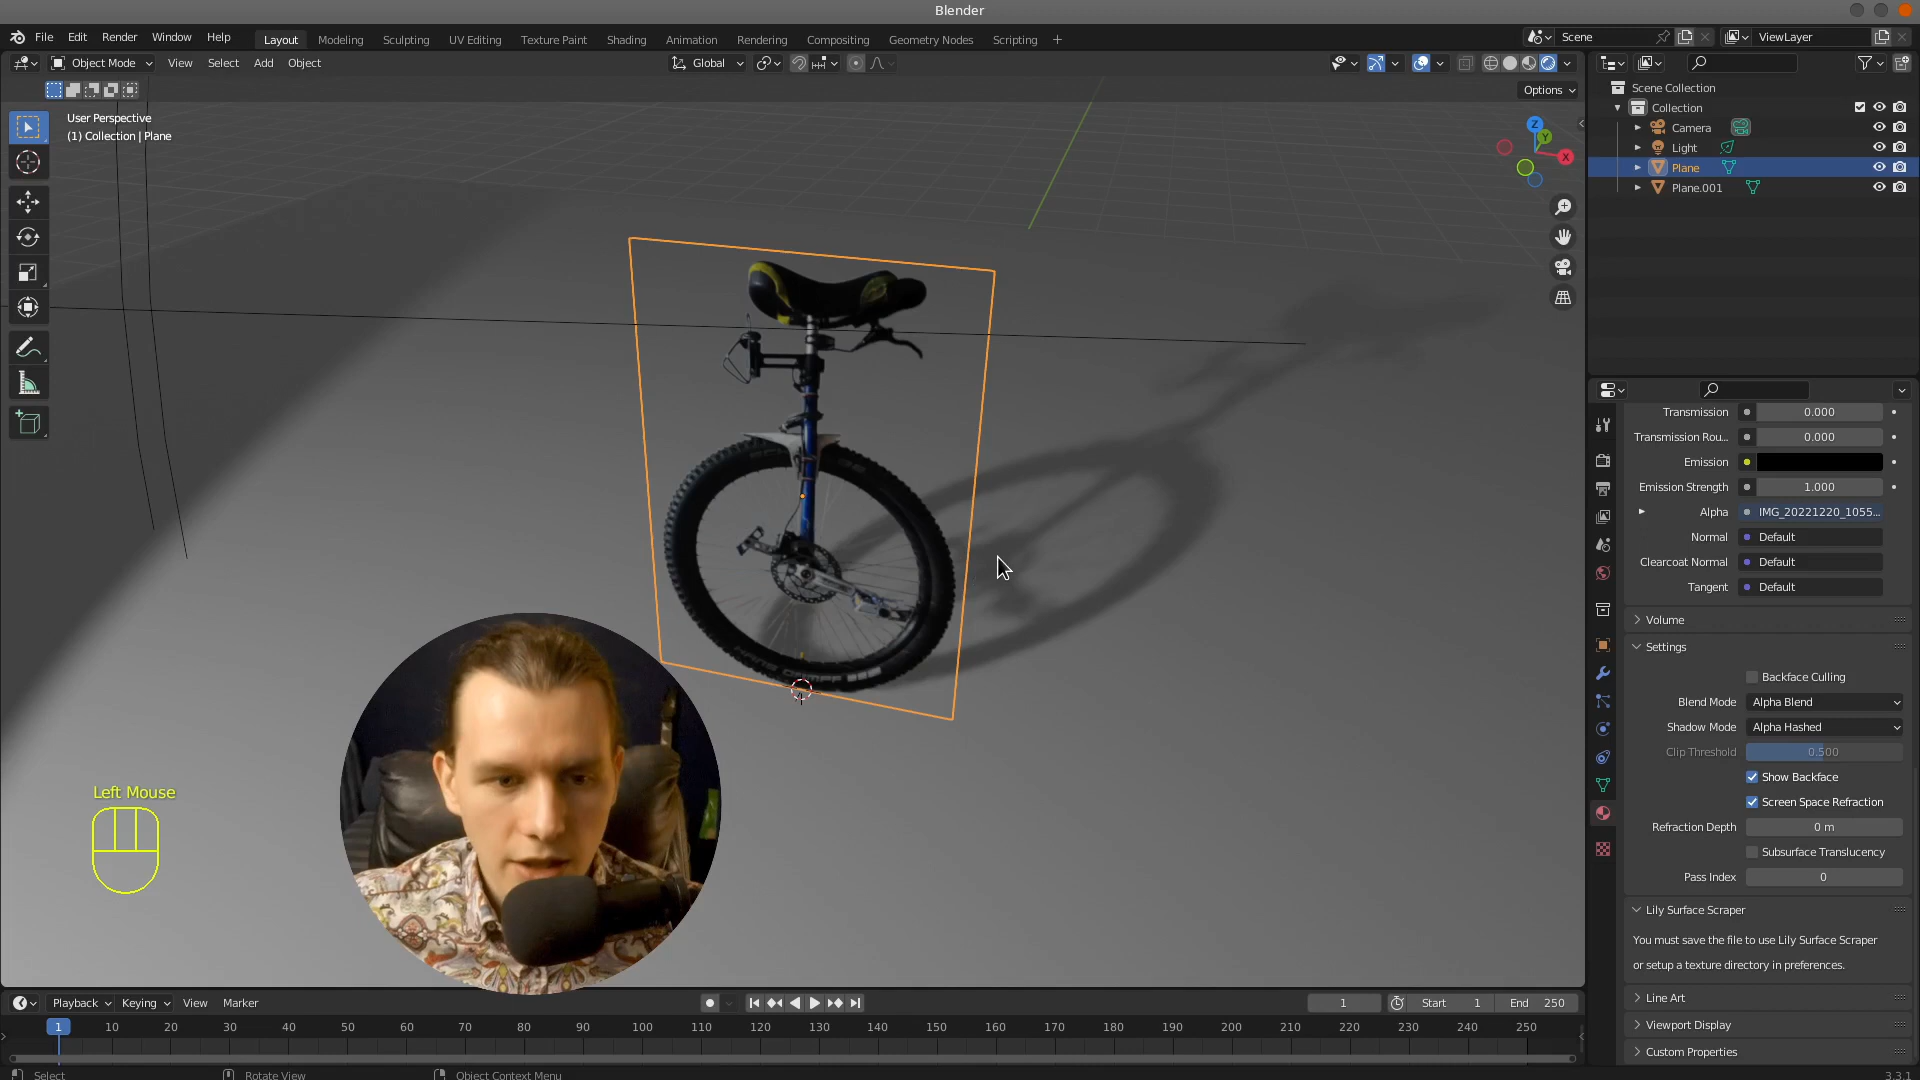 Blender
File Edit Render Window Help
Layout Modeling Sculpting UV Editing Texture Paint Shading Animation Rendering Compositing Geometry Nodes Scripting +
Scene
ViewLayer
Object Mode View Select Add Object
Global
Options
User Perspective
(1) Collection | Plane
Z
Y
X
Scene Collection
Collection
Camera
Light
Plane
Plane.001
Transmission 0.000
Transmission Rou... 0.000
Emission
Emission Strength 1.000
Alpha IMG_20221220_1055...
Normal Default
Clearcoat Normal Default
Tangent Default
Volume
Settings
Backface Culling
Blend Mode Alpha Blend
Shadow Mode Alpha Hashed
Clip Threshold 0.500
Show Backface
Screen Space Refraction
Refraction Depth 0 m
Subsurface Translucency
Pass Index 0
Lily Surface Scraper
You must save the file to use Lily Surface Scraper
or setup a texture directory in preferences.
Line Art
Viewport Display
Custom Properties
Left Mouse
Playback Keying View Marker
1 Start 1 End 250
1 10 20 30 40 50 60 70 80 90 100 110 120 130 140 150 160 170 180 190 200 210 220 230 240 250
Select Rotate View Object Context Menu
3.3.1